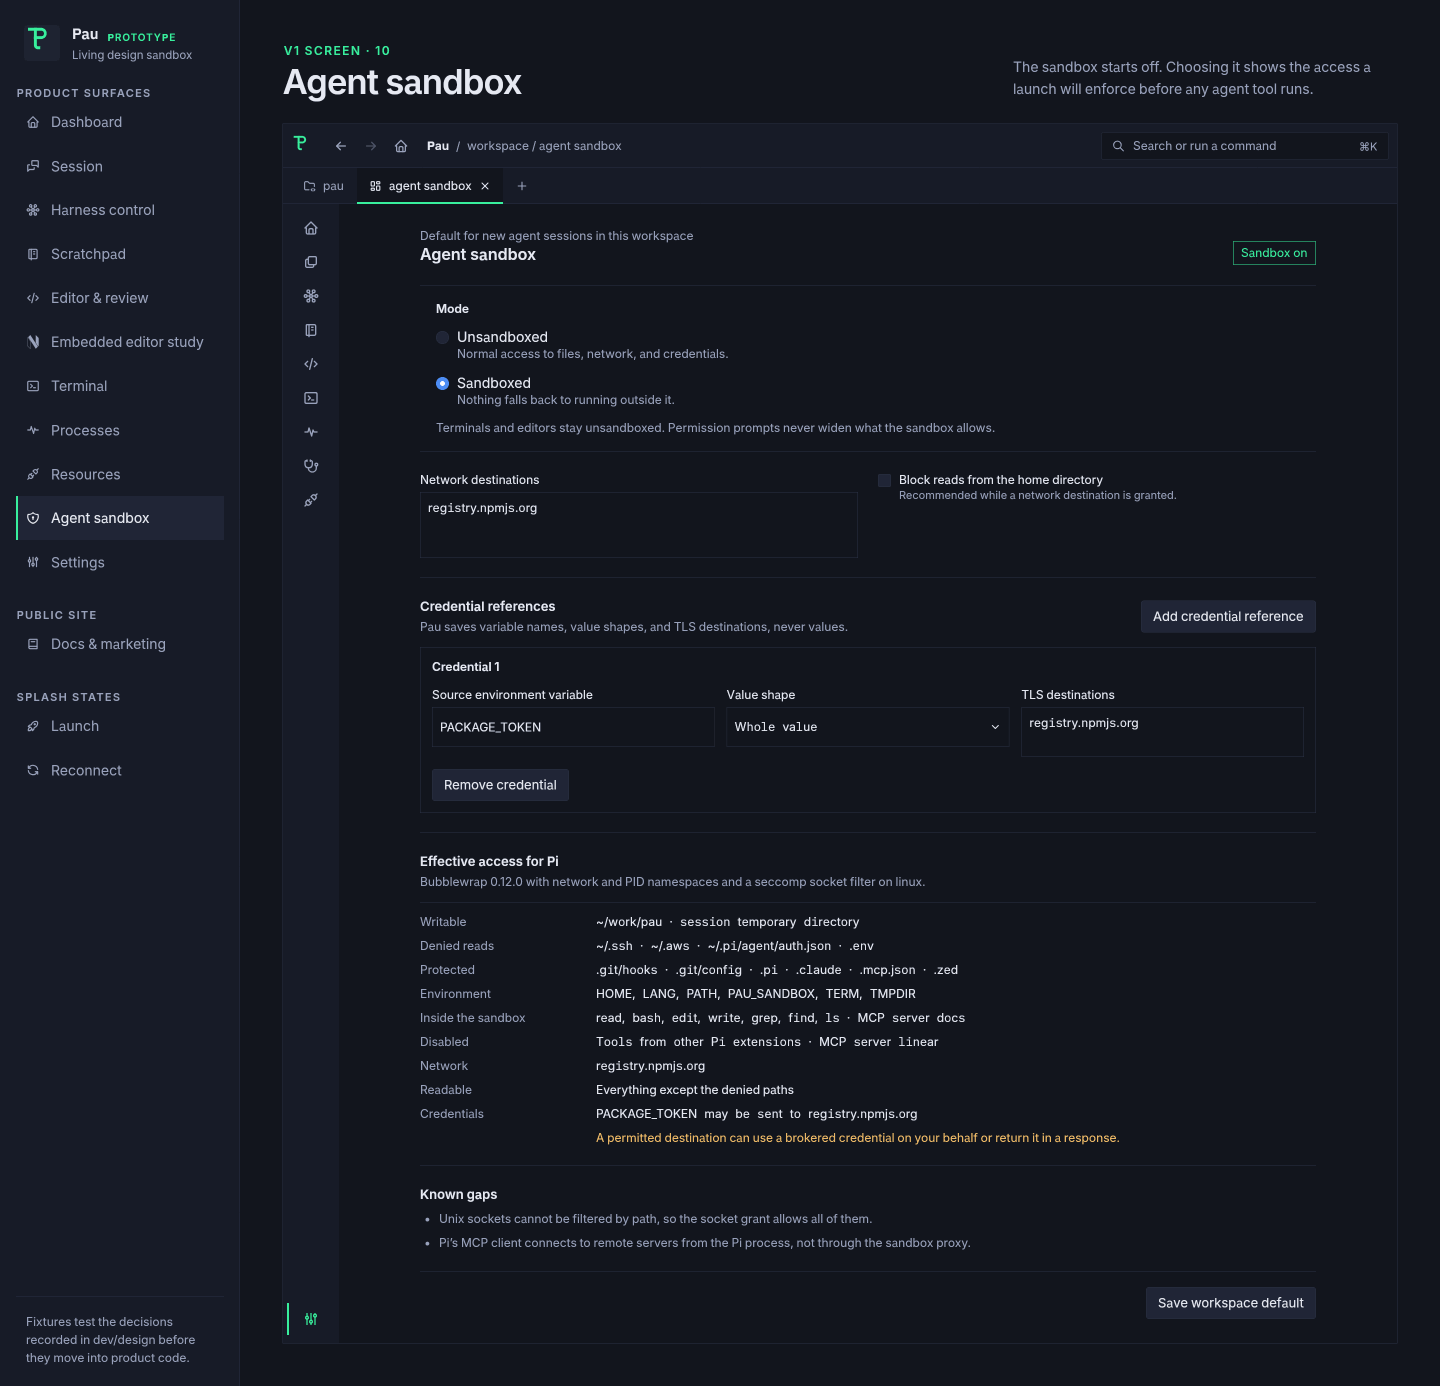 Pau PROTOTYPE
Living design sandbox
PRODUCT SURFACES
Dashboard
Session
Harness control
Scratchpad
Editor & review
Embedded editor study
Terminal
Processes
Resources
Agent sandbox
Settings
PUBLIC SITE
Docs & marketing
SPLASH STATES
Launch
Reconnect
Fixtures test the decisions
recorded in dev/design before
they move into product code.
V1 SCREEN · 10
Agent sandbox
The sandbox starts off. Choosing it shows the access a
launch will enforce before any agent tool runs.
Pau / workspace / agent sandbox
Search or run a command ⌘K
pau
agent sandbox
Default for new agent sessions in this workspace
Agent sandbox
Sandbox on
Mode
Unsandboxed
Normal access to files, network, and credentials.
Sandboxed
Nothing falls back to running outside it.
Terminals and editors stay unsandboxed. Permission prompts never widen what the sandbox allows.
Network destinations
registry.npmjs.org
Block reads from the home directory
Recommended while a network destination is granted.
Credential references
Pau saves variable names, value shapes, and TLS destinations, never values.
Add credential reference
Credential 1
Source environment variable
PACKAGE_TOKEN
Value shape
Whole value
TLS destinations
registry.npmjs.org
Remove credential
Effective access for Pi
Bubblewrap 0.12.0 with network and PID namespaces and a seccomp socket filter on linux.
Writable ~/work/pau · session temporary directory
Denied reads ~/.ssh · ~/.aws · ~/.pi/agent/auth.json · .env
Protected .git/hooks · .git/config · .pi · .claude · .mcp.json · .zed
Environment HOME, LANG, PATH, PAU_SANDBOX, TERM, TMPDIR
Inside the sandbox read, bash, edit, write, grep, find, ls · MCP server docs
Disabled Tools from other Pi extensions · MCP server linear
Network registry.npmjs.org
Readable Everything except the denied paths
Credentials PACKAGE_TOKEN may be sent to registry.npmjs.org
A permitted destination can use a brokered credential on your behalf or return it in a response.
Known gaps
• Unix sockets cannot be filtered by path, so the socket grant allows all of them.
• Pi's MCP client connects to remote servers from the Pi process, not through the sandbox proxy.
Save workspace default